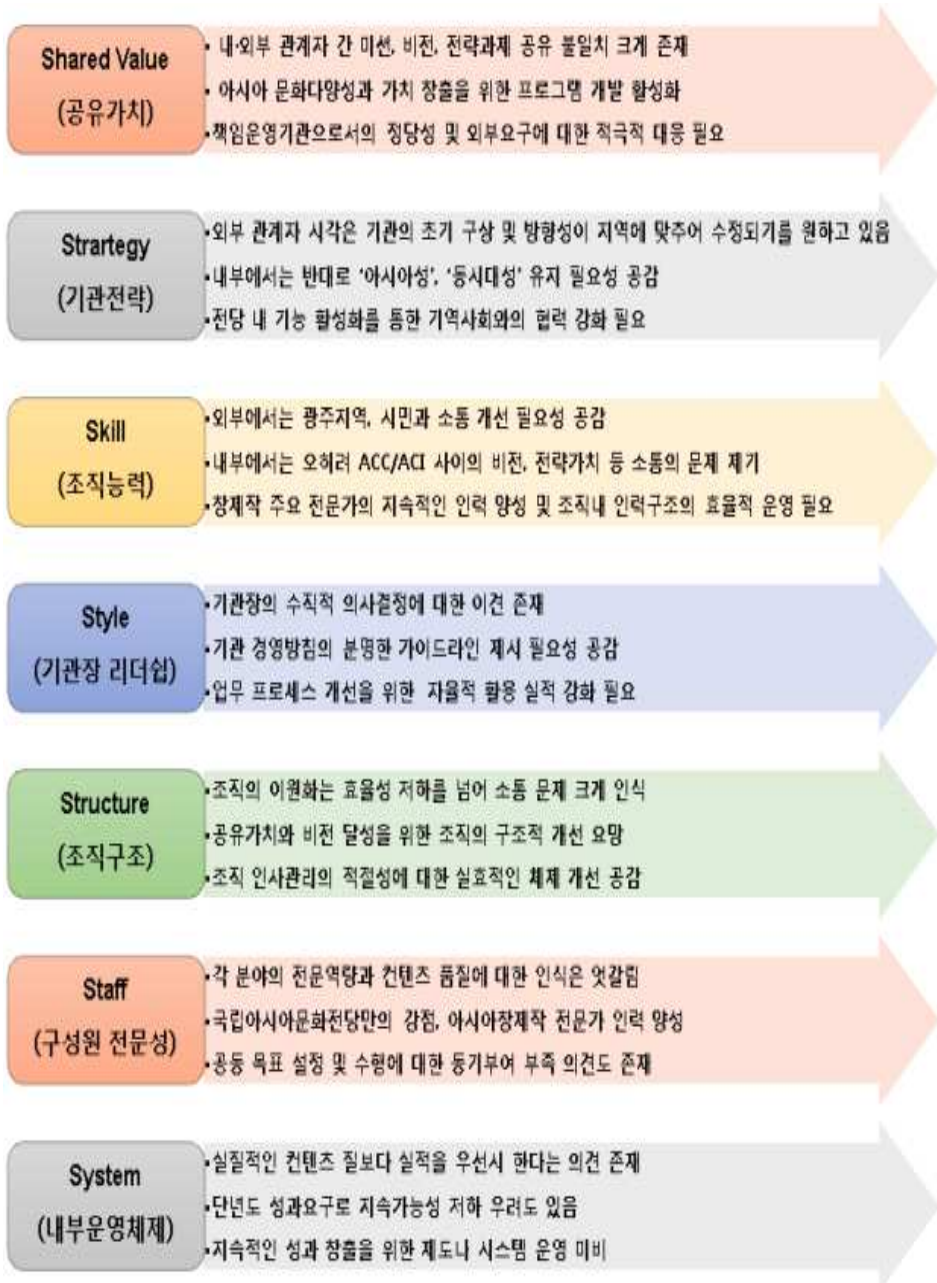 Shared Value
(공유가치)
• 내·외부 관계자 간 미션, 비전, 전략과제 공유 불일치 크게 존재
• 아시아 문화다양성과 가치 창출을 위한 프로그램 개발 활성화
• 책임운영기관으로서의 정당성 및 외부요구에 대한 적극적 대응 필요
Strartegy
(기관전략)
•외부 관계자 시각은 기관의 초기 구상 및 방향성이 지역에 맞추어 수정되기를 원하고 있음
•내부에서는 반대로 '아시아성', '동시대성' 유지 필요성 공감
•전당 내 기능 활성화를 통한 기역사회와의 협력 강화 필요
Skill
(조직능력)
•외부에서는 광주지역, 시민과 소통 개선 필요성 공감
•내부에서는 오히려 ACC/ACI 사이의 비전, 전략가치 등 소통의 문제 제기
•창제작 주요 전문가의 지속적인 인력 양성 및 조직내 인력구조의 효율적 운영 필요
Style
(기관장 리더쉽)
•기관장의 수직적 의사결정에 대한 이견 존재
•기관 경영방침의 분명한 가이드라인 제시 필요성 공감
•업무 프로세스 개선을 위한 자율적 활용 실적 강화 필요
Structure
(조직구조)
•조직의 이원화는 효율성 저하를 넘어 소통 문제 크게 인식
•공유가치와 비전 달성을 위한 조직의 구조적 개선 요망
•조직 인사관리의 적절성에 대한 실효적인 체제 개선 공감
Staff
(구성원 전문성)
•각 분야의 전문역량과 컨텐츠 품질에 대한 인식은 엇갈림
•국립아시아문화전당만의 강점, 아시아창제작 전문가 인력 양성
•공동 목표 설정 및 수행에 대한 동기부여 부족 의견도 존재
System
(내부운영체제)
•실질적인 컨텐츠 질보다 실적을 우선시 한다는 의견 존재
•단년도 성과요구로 지속가능성 저하 우려도 있음
•지속적인 성과 창출을 위한 제도나 시스템 운영 미비